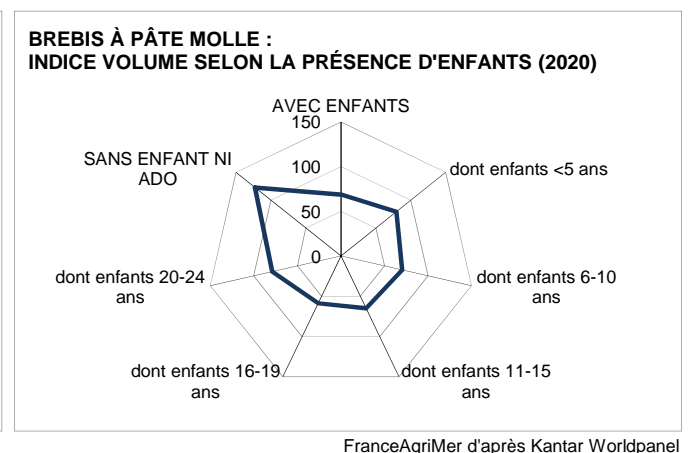 BREBIS À PÂTE MOLLE :
INDICE VOLUME SELON LA PRÉSENCE D'ENFANTS (2020)
AVEC ENFANTS
150
100
50
0
dont enfants <5 ans
dont enfants 6-10
ans
dont enfants 11-15
ans
dont enfants 16-19
ans
dont enfants 20-24
ans
SANS ENFANT NI
ADO
FranceAgriMer d'après Kantar Worldpanel